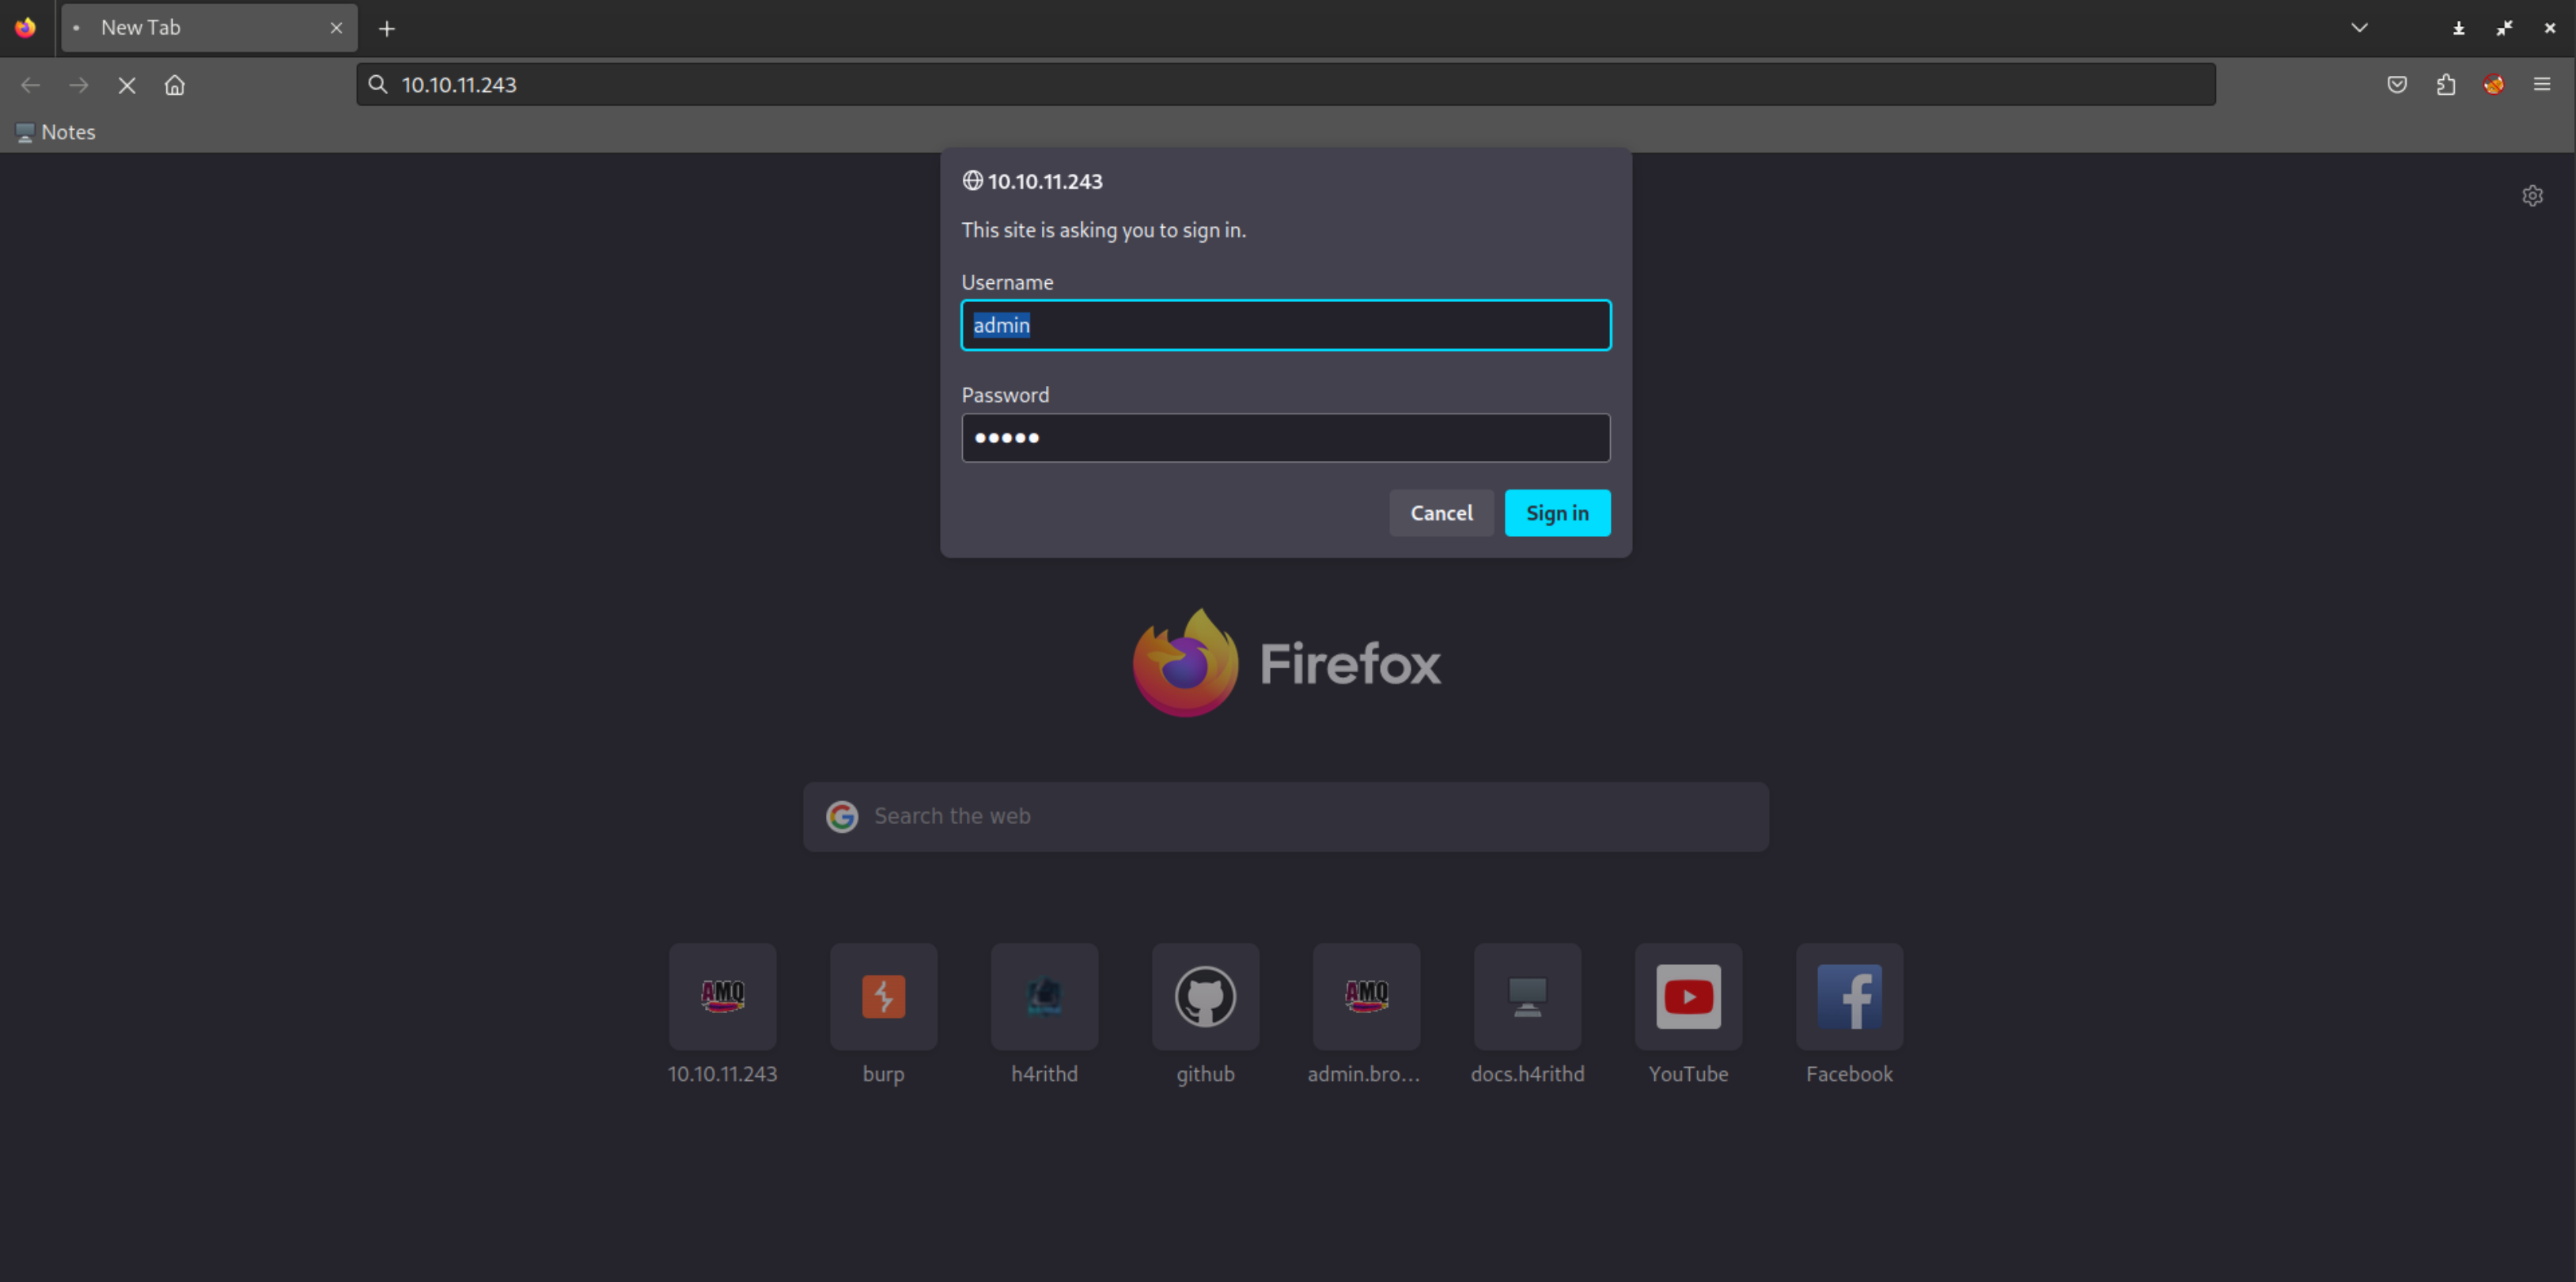 New Tab
10.10.11.243
Notes
10.10.11.243
This site is asking you to sign in.
Username
admin
Password
•••••
Cancel
Sign in
Firefox
Search the web
AMQ
AMQ
10.10.11.243
burp
h4rithd
github
admin.bro...
docs.h4rithd
YouTube
Facebook